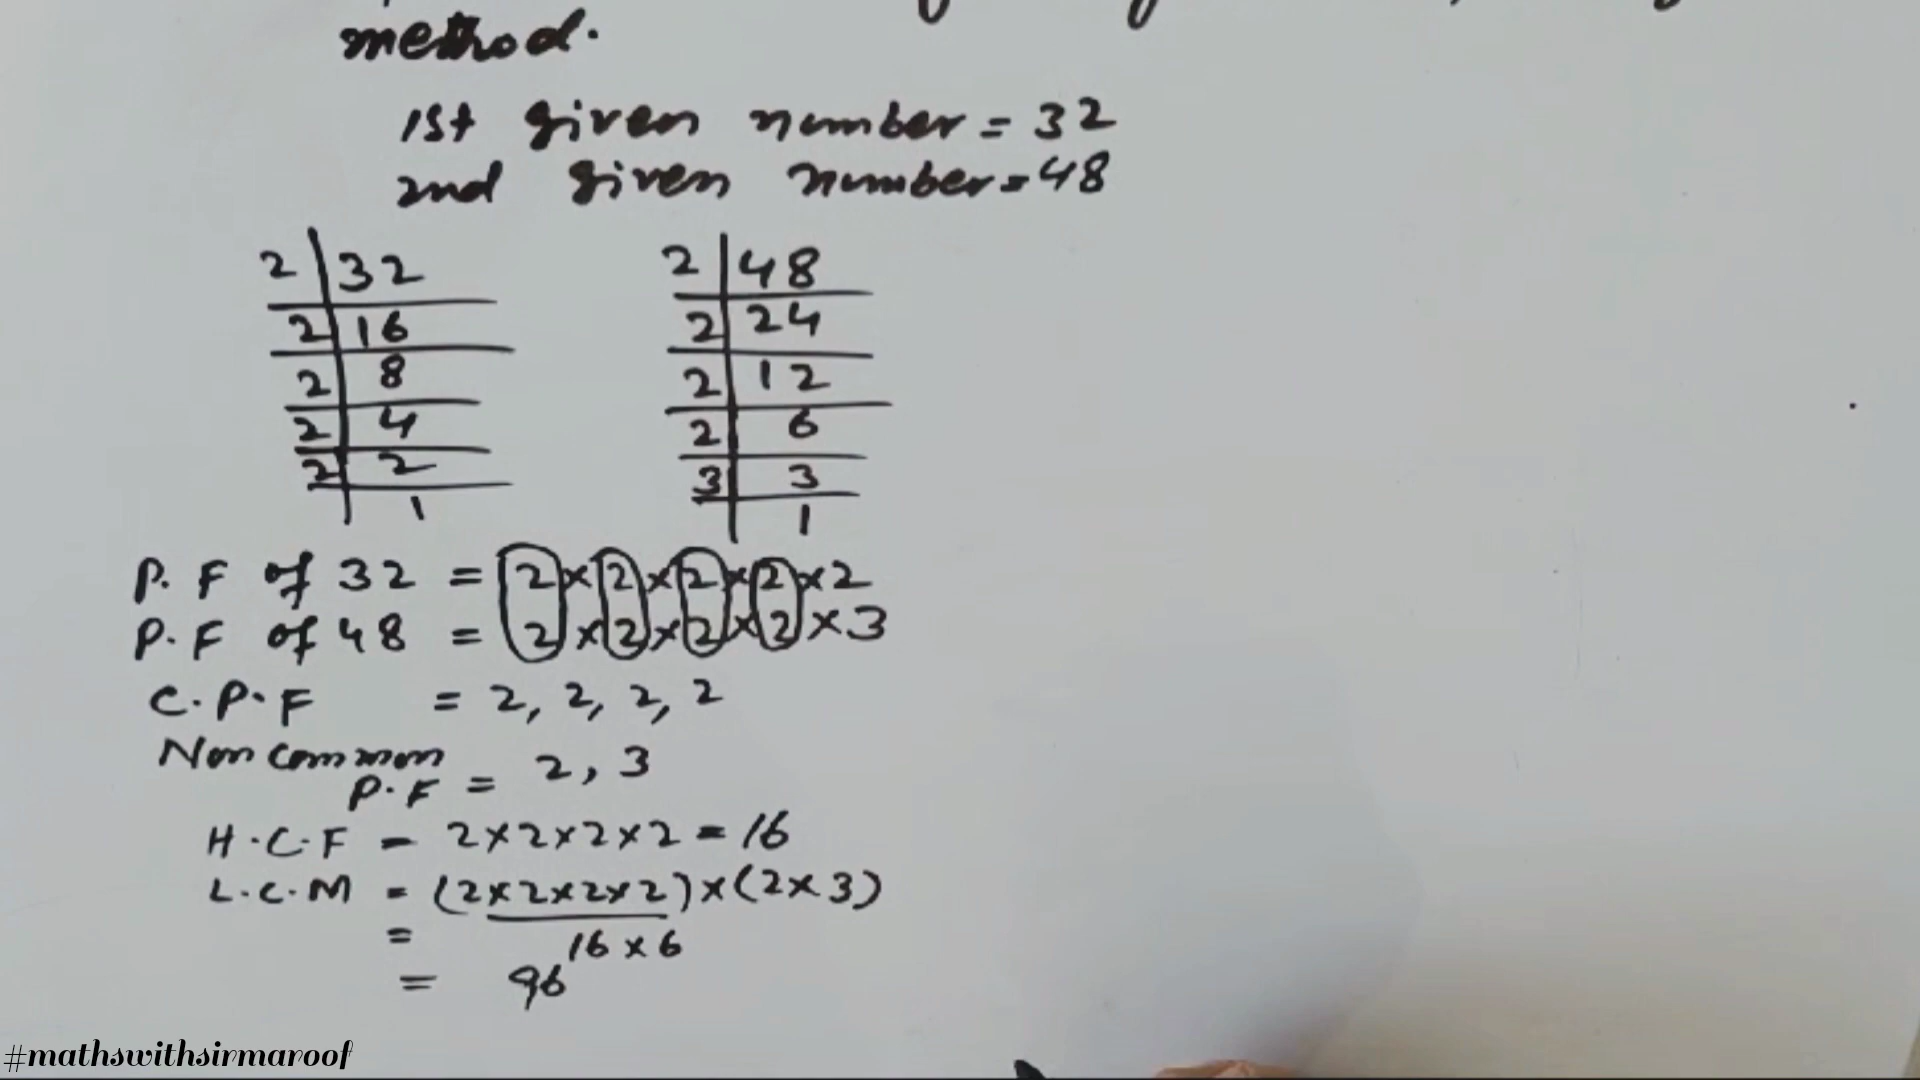 method.
1st given number = 32
2nd given number = 48
2 | 32
2 | 16
2 | 8
2 | 4
2 | 2
1
2 | 48
2 | 24
2 | 12
2 | 6
3 | 3
1
P.F of 32 = 2×2×2×2×2
P.F of 48 = 2×2×2×2×3
C.P.F = 2, 2, 2, 2
Non common
P.F = 2, 3
H.C.F = 2×2×2×2 = 16
L.C.M = (2×2×2×2)×(2×3)
= 16×6
= 96
#mathswithsirmaroof